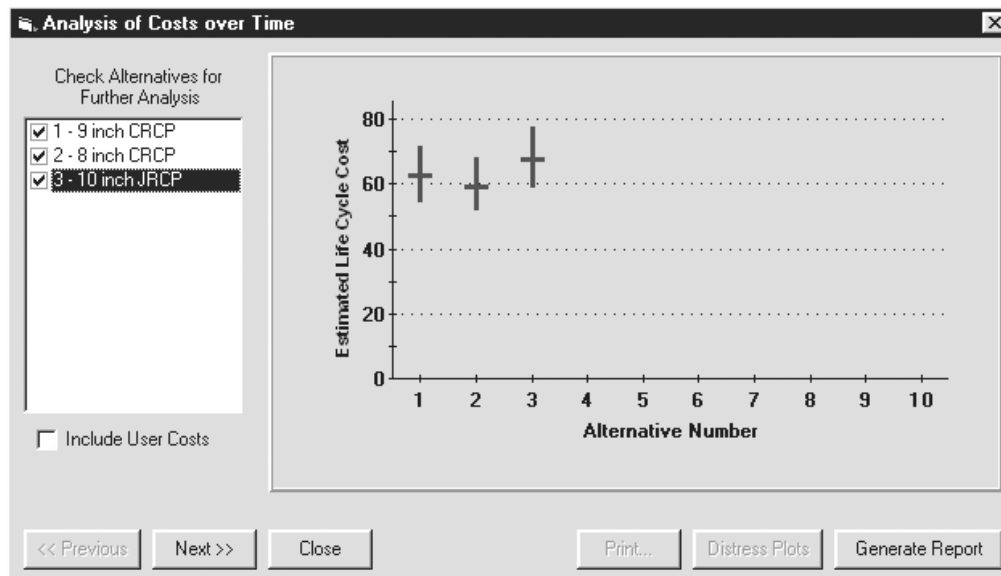 Analysis of Costs over Time
Check Alternatives for
Further Analysis
1 - 9 inch CRCP
2 - 8 inch CRCP
3 - 10 inch JRCP
Include User Costs
Estimated Life Cycle Cost
80
60
40
20
0
1 2 3 4 5 6 7 8 9 10
Alternative Number
<< Previous
Next >>
Close
Print...
Distress Plots
Generate Report